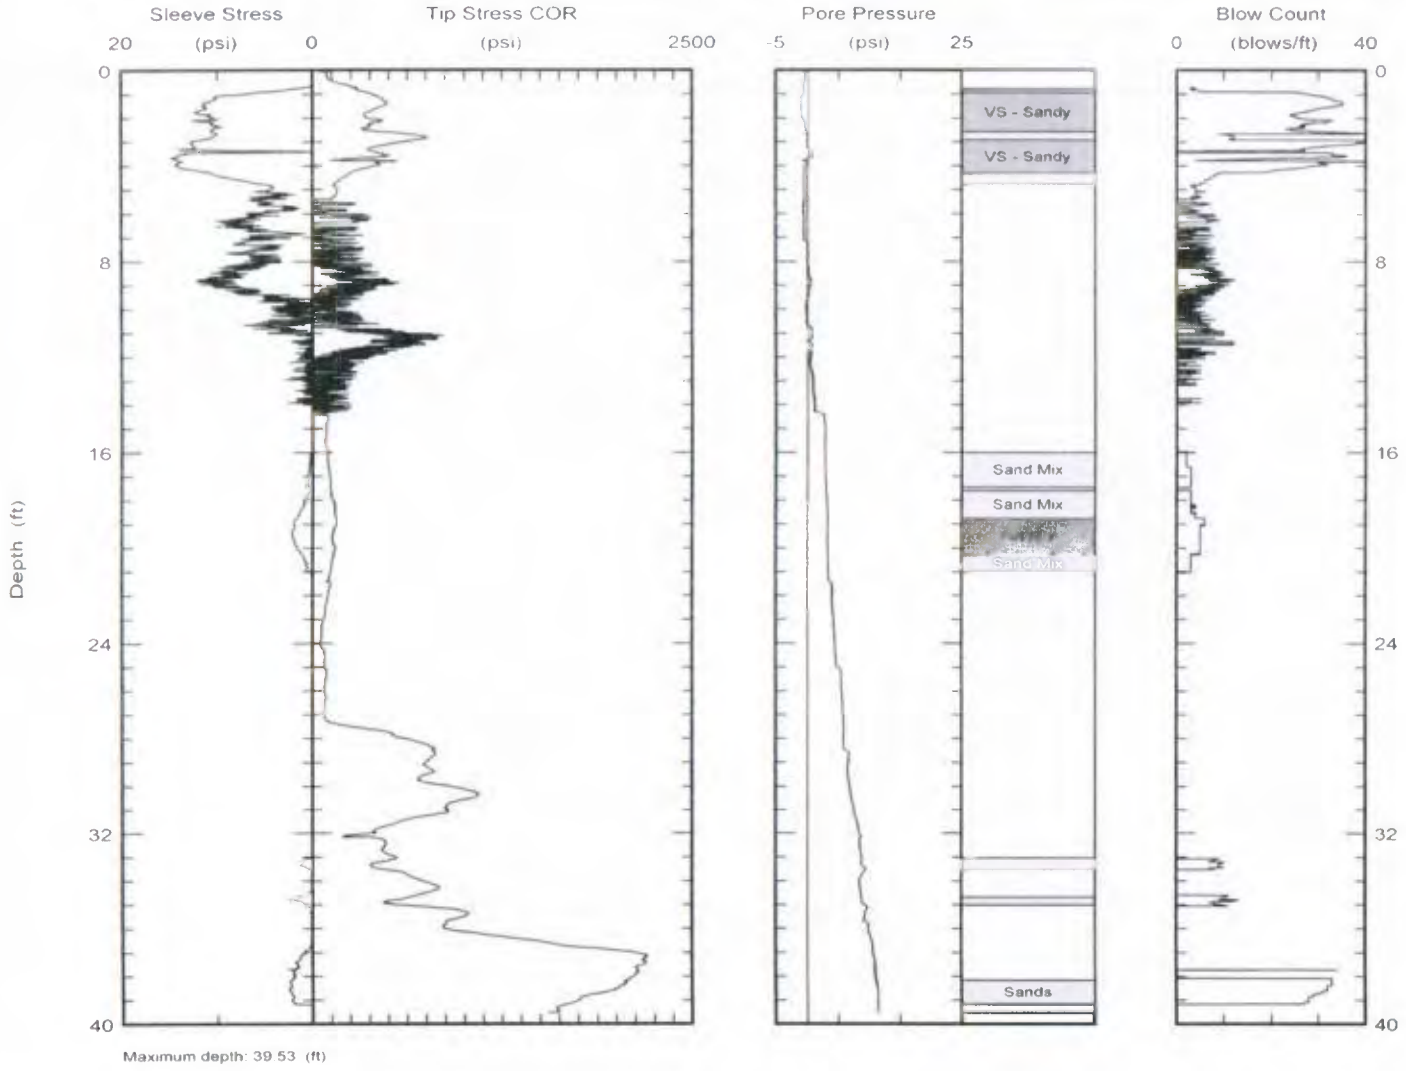 Sleeve Stress Tip Stress COR Pore Pressure Blow Count
20 (psi) 0 (psi) 2500 -5 (psi) 25 0 (blows/ft) 40
0 0
VS - Sandy
VS - Sandy
8 8
16 16
Sand Mix
Sand Mix
Sand Mix
Depth (ft)
24 24
32 32
Sands
40 40
Maximum depth: 39 53 (ft)